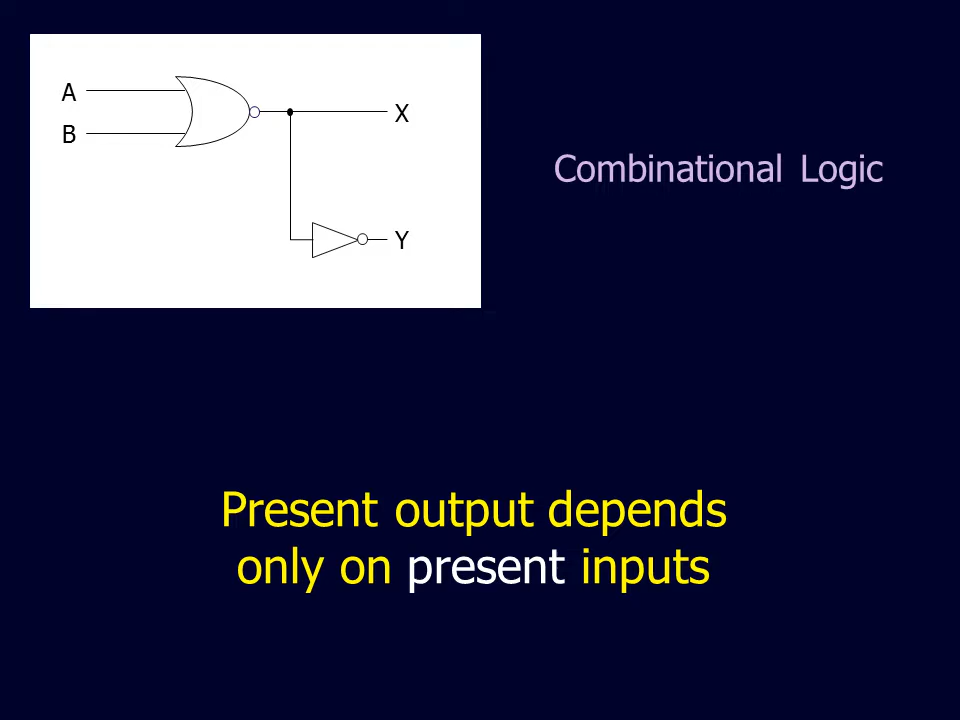 A
B
X
Y
Combinational Logic
Present output depends
only on present inputs